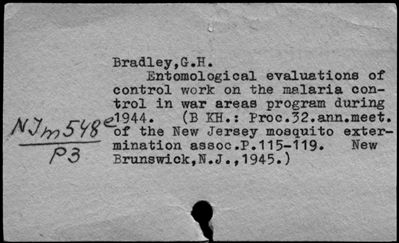 Bradley,G.H.
Entomological evaluations of
control work on the malaria con-
trol in war areas program during
1944. (B KH.: Proc.32.ann.meet.
of the New Jersey mosquito exter-
mination assoc.P.115-119. New
Brunswick,N.J.,1945.)
NJm548e
P3